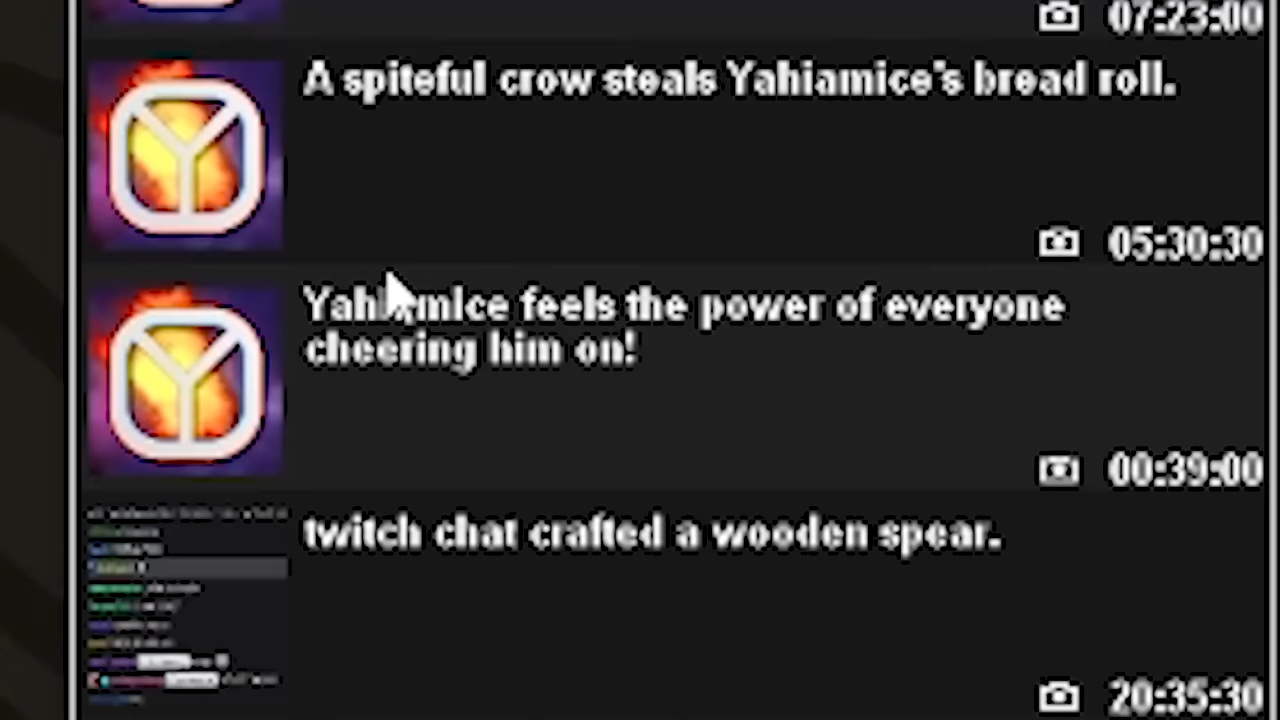 07:23:00
A spiteful crow steals Yahiamice's bread roll.
05:30:30
Yahiamice feels the power of everyone
cheering him on!
00:39:00
twitch chat crafted a wooden spear.
20:35:30